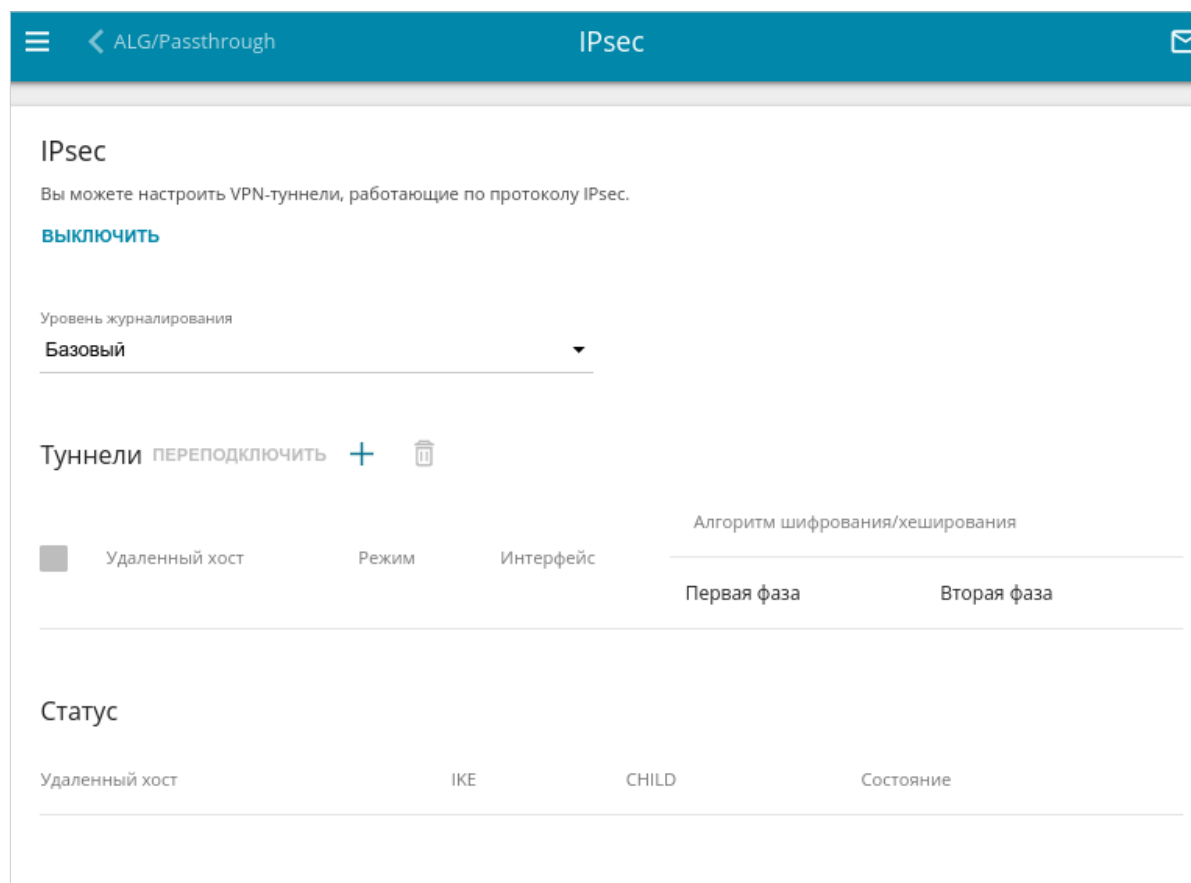 ALG/Passthrough IPsec
IPsec
Вы можете настроить VPN-туннели, работающие по протоколу IPsec.
ВЫКЛЮЧИТЬ
Уровень журналирования
Базовый
Туннели ПЕРЕПОДКЛЮЧИТЬ
Алгоритм шифрования/хеширования
Удаленный хост Режим Интерфейс
Первая фаза Вторая фаза
Статус
Удаленный хост IKE CHILD Состояние